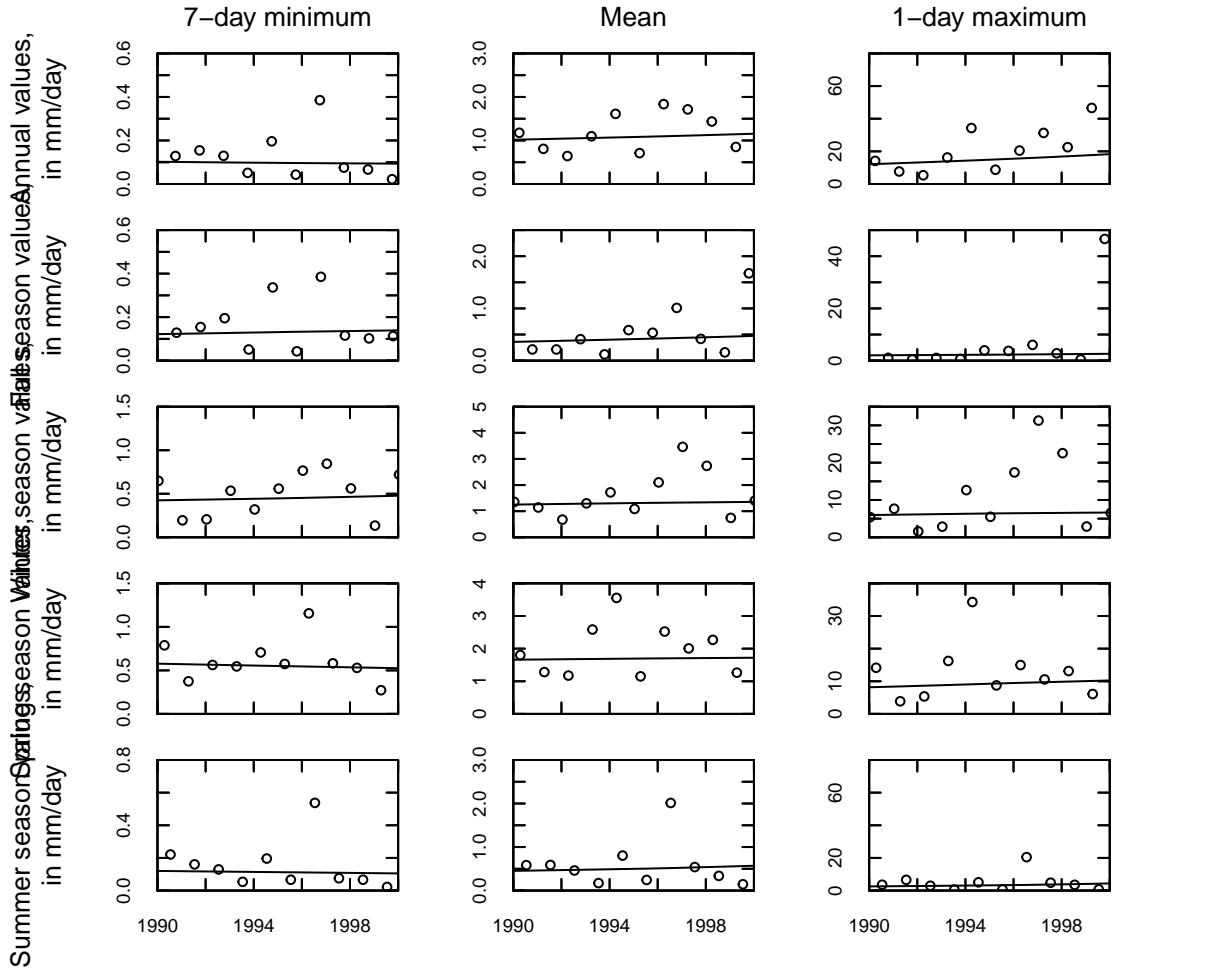 7−day minimum
Mean
1−day maximum
Annual values,
in mm/day
0.0 0.2 0.4 0.6
0.0 1.0 2.0 3.0
0 20 60
Fall season values,
in mm/day
0.0 0.2 0.4 0.6
0.0 1.0 2.0
0 20 40
Winter season values,
in mm/day
0.0 0.5 1.0 1.5
0 1 2 3 4 5
0 10 20 30
Spring season values,
in mm/day
0.0 0.5 1.0 1.5
0 1 2 3 4
0 10 30
Summer season values,
in mm/day
0.0 0.4 0.8
0.0 1.0 2.0 3.0
0 20 60
1990 1994 1998
1990 1994 1998
1990 1994 1998